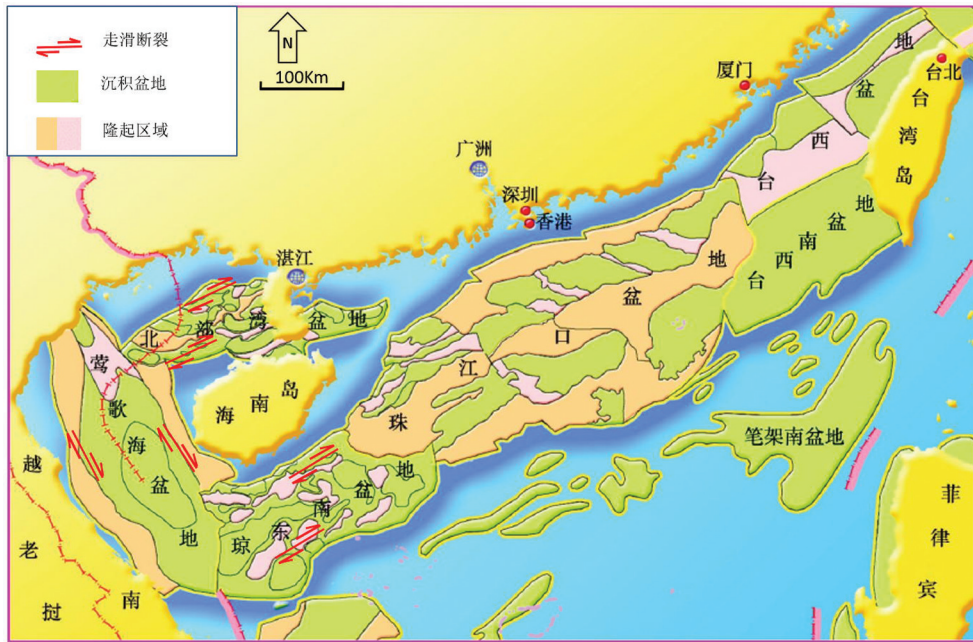 走滑断裂
沉积盆地
隆起区域
N
100Km
厦门
台北
广洲
深圳
香港
湛江
台湾岛
台西盆地
台西南盆地
珠江口盆地
北部湾盆地
莺歌海盆地
海南岛
琼东南盆地
笔架南盆地
越南
老挝
菲律宾